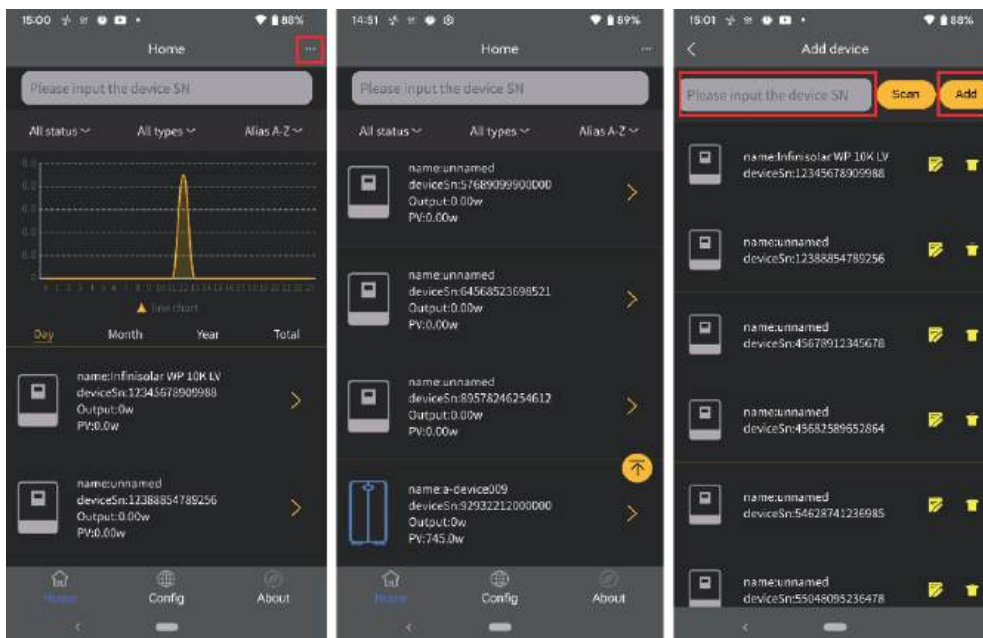 15:00
88%
Home
Please input the device SN
All status
All types
Alias A-Z
line chart
Day
Month
Year
Total
name:Infinisolar WP 10K LV
deviceSn:12345678909988
Output:0w
PV:0.0w
name:unnamed
deviceSn:12388854789256
Output:0.00w
PV:0.00w
Home
Config
About
14:51
89%
Home
Please input the device SN
All status
All types
Alias A-Z
name:unnamed
deviceSn:57689099900000
Output:0.00w
PV:0.00w
name:unnamed
deviceSn:64568523698521
Output:0.00w
PV:0.00w
name:unnamed
deviceSn:89578246254612
Output:0.00w
PV:0.00w
name:a-device009
deviceSn:92932212000000
Output:0w
PV:745.0w
Home
Config
About
15:01
88%
Add device
Please input the device SN
Scan
Add
name:Infinisolar WP 10K LV
deviceSn:12345678909988
name:unnamed
deviceSn:12388854789256
name:unnamed
deviceSn:45678912345678
name:unnamed
deviceSn:45682589652864
name:unnamed
deviceSn:54628741236985
name:unnamed
deviceSn:55048095236478